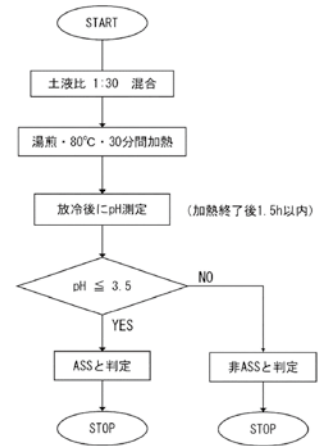 START
土液比 1:30 混合
湯煎・80℃・30分間加熱
放冷後にpH測定 (加熱終了後1.5h以内)
pH ≦ 3.5
NO
YES
ASSと判定 非ASSと判定
STOP STOP